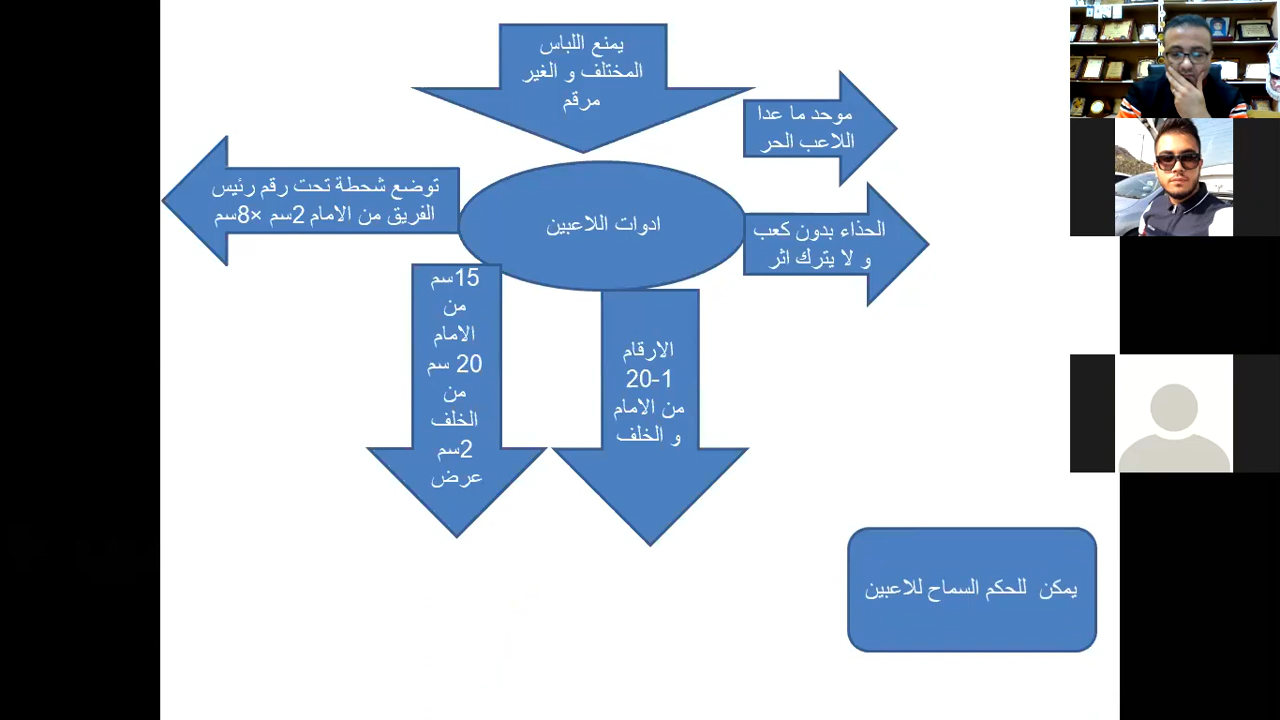 يمنع اللباس
المختلف و الغير
مرقم
موحد ما عدا
اللاعب الحر
توضع شحطة تحت رقم رئيس
الفريق من الامام 2سم ×8سم
ادوات اللاعبين
الحذاء بدون كعب
و لا يترك اثر
15سم
من
الامام
20 سم
من
الخلف
2سم
عرض
الارقام
1-20
من الامام
و الخلف
يمكن للحكم السماح للاعبين